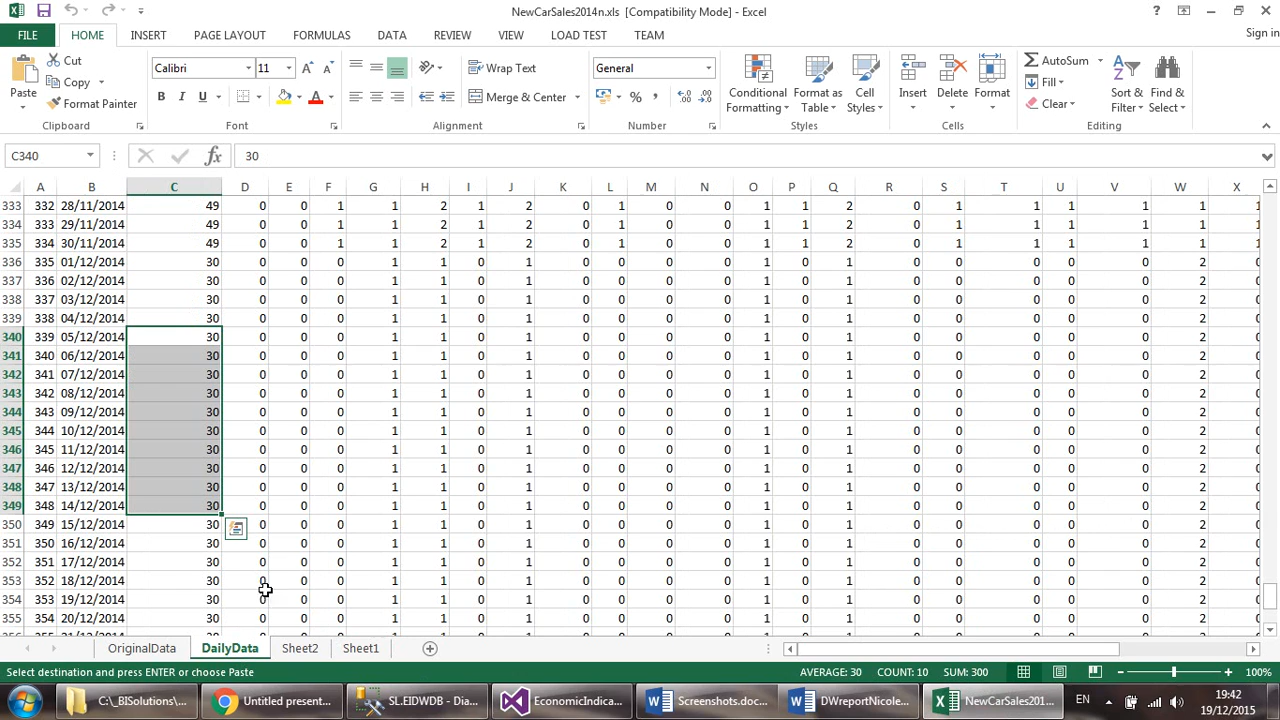 NewCarSales2014n.xls [Compatibility Mode] - Excel
FILE HOME INSERT PAGE LAYOUT FORMULAS DATA REVIEW VIEW LOAD TEST TEAM Sign in
Cut Calibri 11 Wrap Text General AutoSum
Paste Copy Conditional Formatting Format as Table Cell Styles Insert Delete Format Fill Sort & Filter Find & Select
Format Painter B I U A Merge & Center % , Clear
Clipboard Font Alignment Number Styles Cells Editing
C340 fx 30
A B C D E F G H I J K L M N O P Q R S T U V W X
333 332 28/11/2014 49 0 0 1 1 2 1 2 0 1 0 0 1 1 2 0 1 1 1 1 1 1
334 333 29/11/2014 49 0 0 1 1 2 1 2 0 1 0 0 1 1 2 0 1 1 1 1 1 1
335 334 30/11/2014 49 0 0 1 1 2 1 2 0 1 0 0 1 1 2 0 1 1 1 1 1 1
336 335 01/12/2014 30 0 0 0 1 1 0 1 0 0 0 0 1 0 1 0 0 0 0 0 2 0
337 336 02/12/2014 30 0 0 0 1 1 0 1 0 0 0 0 1 0 1 0 0 0 0 0 2 0
338 337 03/12/2014 30 0 0 0 1 1 0 1 0 0 0 0 1 0 1 0 0 0 0 0 2 0
339 338 04/12/2014 30 0 0 0 1 1 0 1 0 0 0 0 1 0 1 0 0 0 0 0 2 0
340 339 05/12/2014 30 0 0 0 1 1 0 1 0 0 0 0 1 0 1 0 0 0 0 0 2 0
341 340 06/12/2014 30 0 0 0 1 1 0 1 0 0 0 0 1 0 1 0 0 0 0 0 2 0
342 341 07/12/2014 30 0 0 0 1 1 0 1 0 0 0 0 1 0 1 0 0 0 0 0 2 0
343 342 08/12/2014 30 0 0 0 1 1 0 1 0 0 0 0 1 0 1 0 0 0 0 0 2 0
344 343 09/12/2014 30 0 0 0 1 1 0 1 0 0 0 0 1 0 1 0 0 0 0 0 2 0
345 344 10/12/2014 30 0 0 0 1 1 0 1 0 0 0 0 1 0 1 0 0 0 0 0 2 0
346 345 11/12/2014 30 0 0 0 1 1 0 1 0 0 0 0 1 0 1 0 0 0 0 0 2 0
347 346 12/12/2014 30 0 0 0 1 1 0 1 0 0 0 0 1 0 1 0 0 0 0 0 2 0
348 347 13/12/2014 30 0 0 0 1 1 0 1 0 0 0 0 1 0 1 0 0 0 0 0 2 0
349 348 14/12/2014 30 0 0 0 1 1 0 1 0 0 0 0 1 0 1 0 0 0 0 0 2 0
350 349 15/12/2014 30 0 0 0 1 1 0 1 0 0 0 0 1 0 1 0 0 0 0 0 2 0
351 350 16/12/2014 30 0 0 0 1 1 0 1 0 0 0 0 1 0 1 0 0 0 0 0 2 0
352 351 17/12/2014 30 0 0 0 1 1 0 1 0 0 0 0 1 0 1 0 0 0 0 0 2 0
353 352 18/12/2014 30 0 0 0 1 1 0 1 0 0 0 0 1 0 1 0 0 0 0 0 2 0
354 353 19/12/2014 30 0 0 0 1 1 0 1 0 0 0 0 1 0 1 0 0 0 0 0 2 0
355 354 20/12/2014 30 0 0 0 1 1 0 1 0 0 0 0 1 0 1 0 0 0 0 0 2 0
OriginalData DailyData Sheet2 Sheet1
Select destination and press ENTER or choose Paste AVERAGE: 30 COUNT: 10 SUM: 300 100%
C:\_BISolutions\... Untitled present... SL.EIDWDB - Dia... EconomicIndica... Screenshots.doc... DWreportNicole... NewCarSales201... EN 19:42
19/12/2015